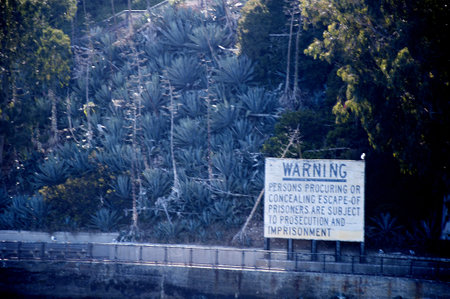 WARNING
PERSONS PROCURING OR
CONCEALING ESCAPE OF
PRISONERS ARE SUBJECT
TO PROSECUTION AND
IMPRISONMENT